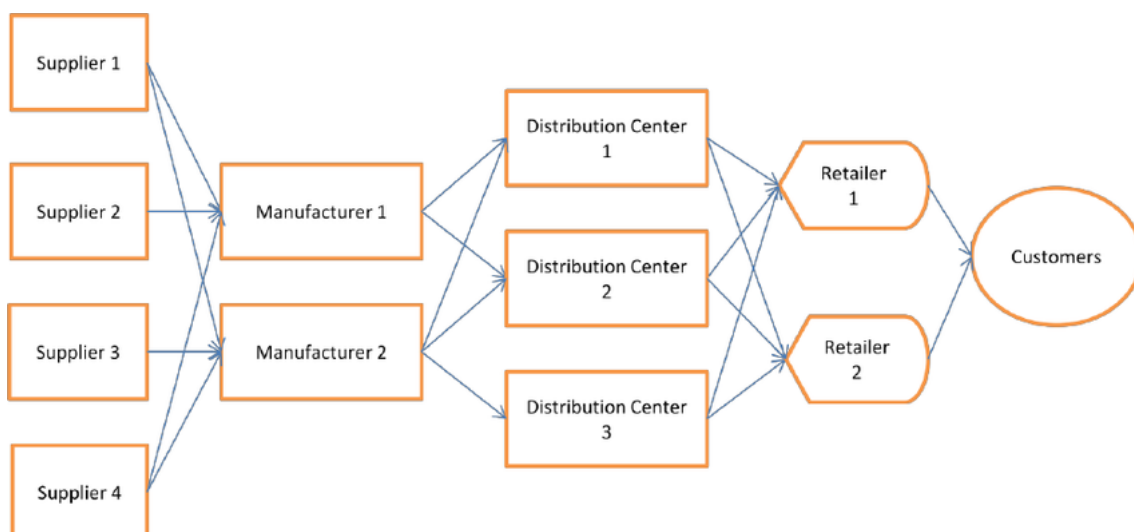 Supplier 1
Supplier 2
Supplier 3
Supplier 4
Manufacturer 1
Manufacturer 2
Distribution Center
1
Distribution Center
2
Distribution Center
3
Retailer
1
Retailer
2
Customers